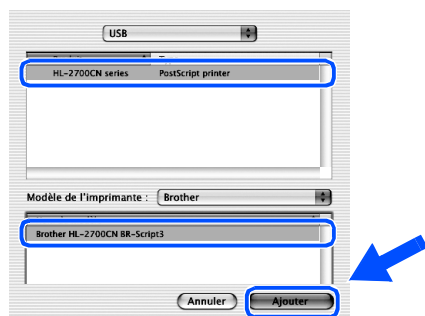 USB
HL-2700CN series PostScript printer
Modèle de l'imprimante : Brother
Brother HL-2700CN BR-Script3
Annuler Ajouter